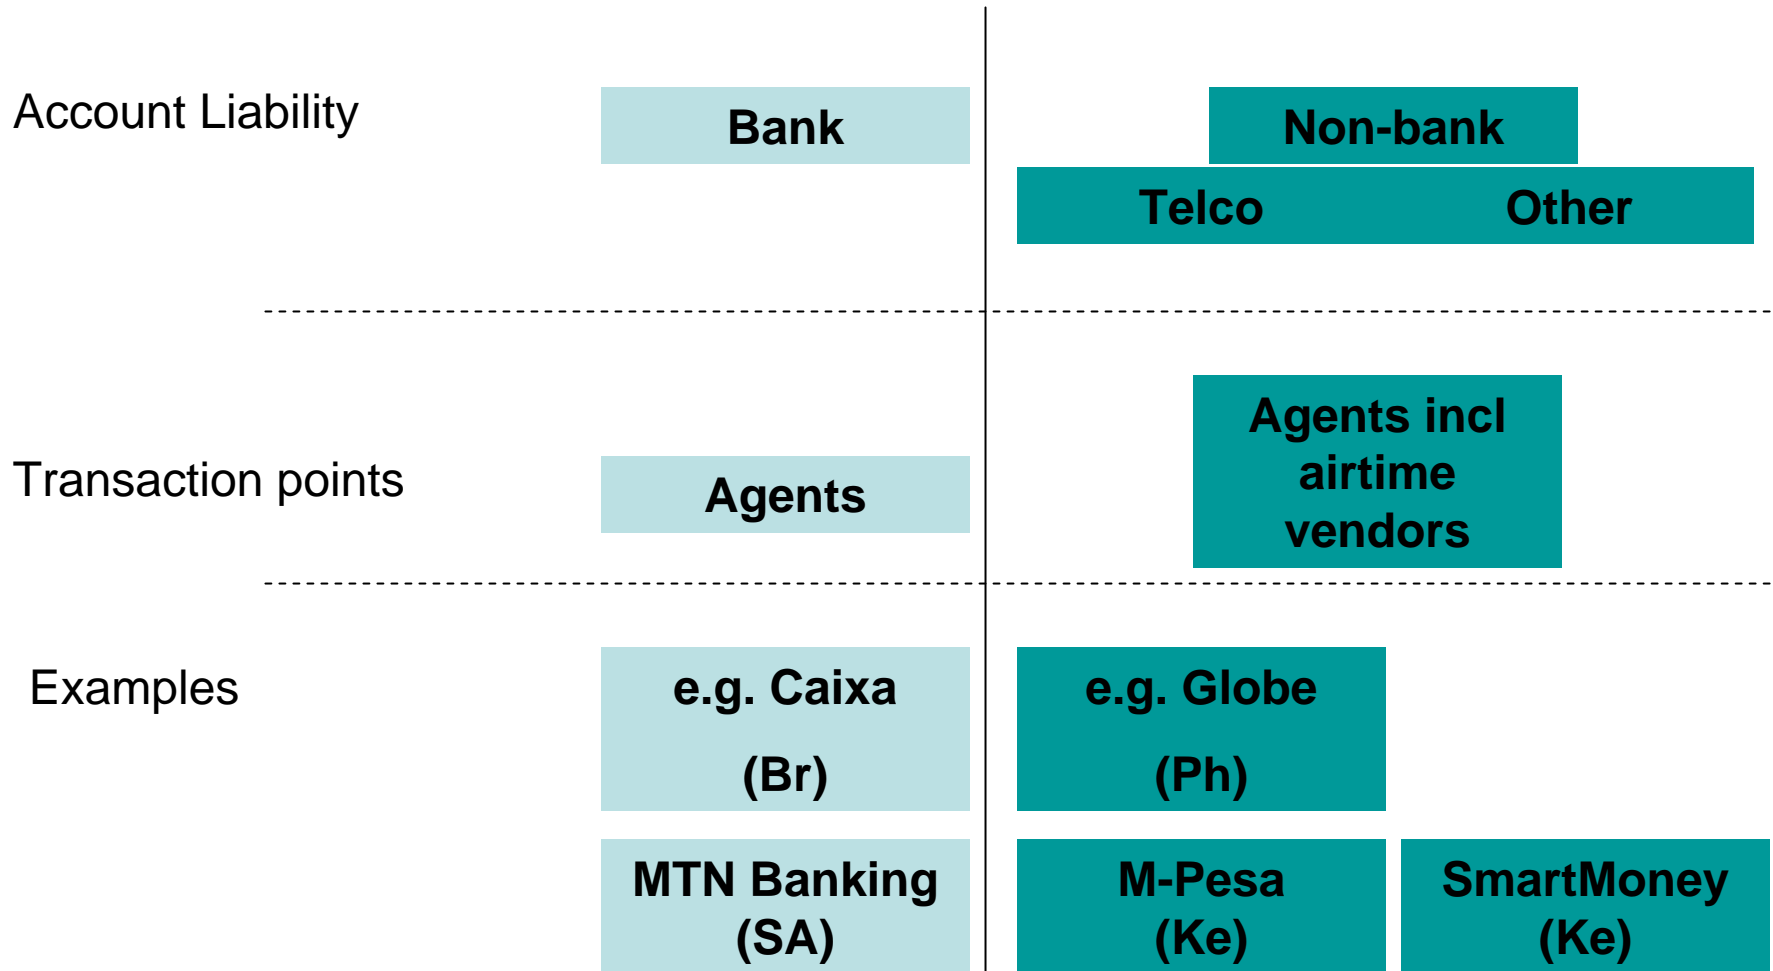 Account Liability
Bank
Non-bank
Telco
Other
Transaction points
Agents
Agents incl
airtime
vendors
Examples
e.g. Caixa
(Br)
e.g. Globe
(Ph)
MTN Banking
(SA)
M-Pesa
(Ke)
SmartMoney
(Ke)